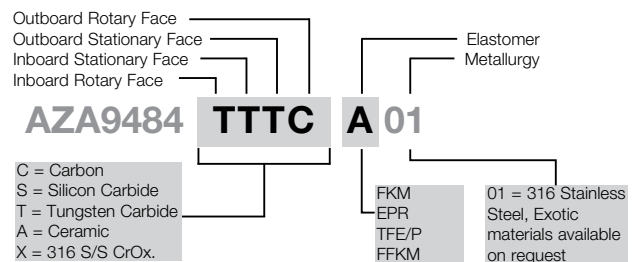 Outboard Rotary Face
Outboard Stationary Face
Inboard Stationary Face
Inboard Rotary Face
Elastomer
Metallurgy
AZA9484 TTTC A 01
C = Carbon
S = Silicon Carbide
T = Tungsten Carbide
A = Ceramic
X = 316 S/S CrOx.
FKM
EPR
TFE/P
FFKM
01 = 316 Stainless
Steel, Exotic
materials available
on request